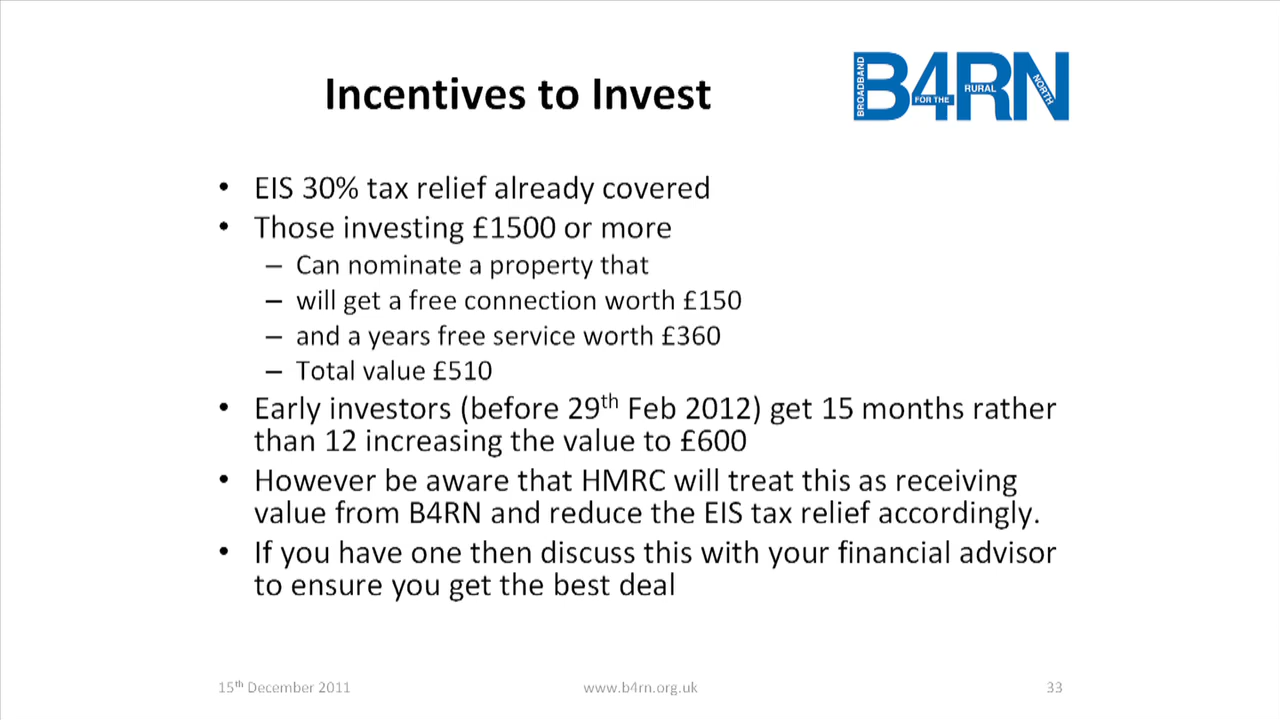 Incentives to Invest
BROADBAND
B4RN
FOR THE
RURAL
NORTH
• EIS 30% tax relief already covered
• Those investing £1500 or more
– Can nominate a property that
– will get a free connection worth £150
– and a years free service worth £360
– Total value £510
• Early investors (before 29th Feb 2012) get 15 months rather
than 12 increasing the value to £600
• However be aware that HMRC will treat this as receiving
value from B4RN and reduce the EIS tax relief accordingly.
• If you have one then discuss this with your financial advisor
to ensure you get the best deal
15th December 2011
www.b4rn.org.uk
33